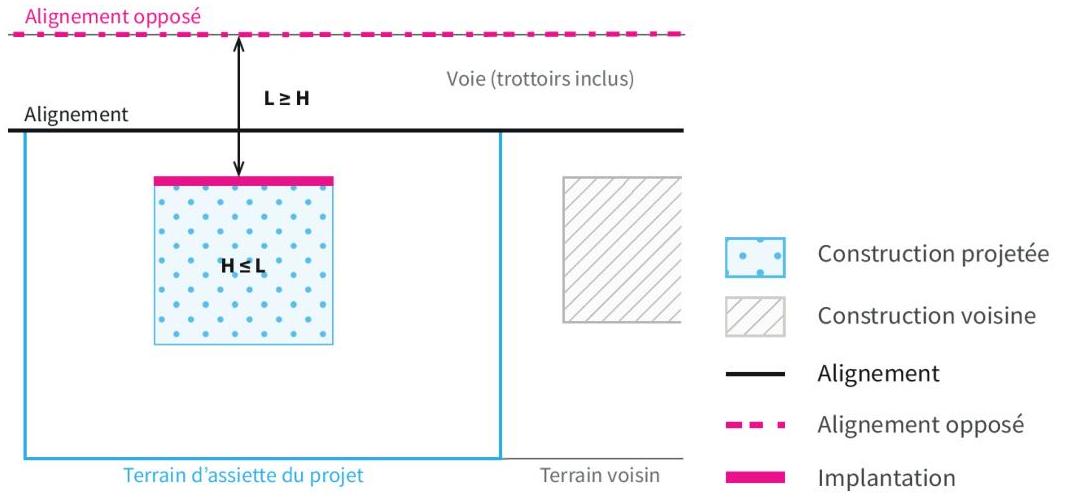 Alignement opposé
Voie (trottoirs inclus)
L ≥ H
Alignement
H ≤ L
Terrain d'assiette du projet
Terrain voisin
Construction projetée
Construction voisine
Alignement
Alignement opposé
Implantation